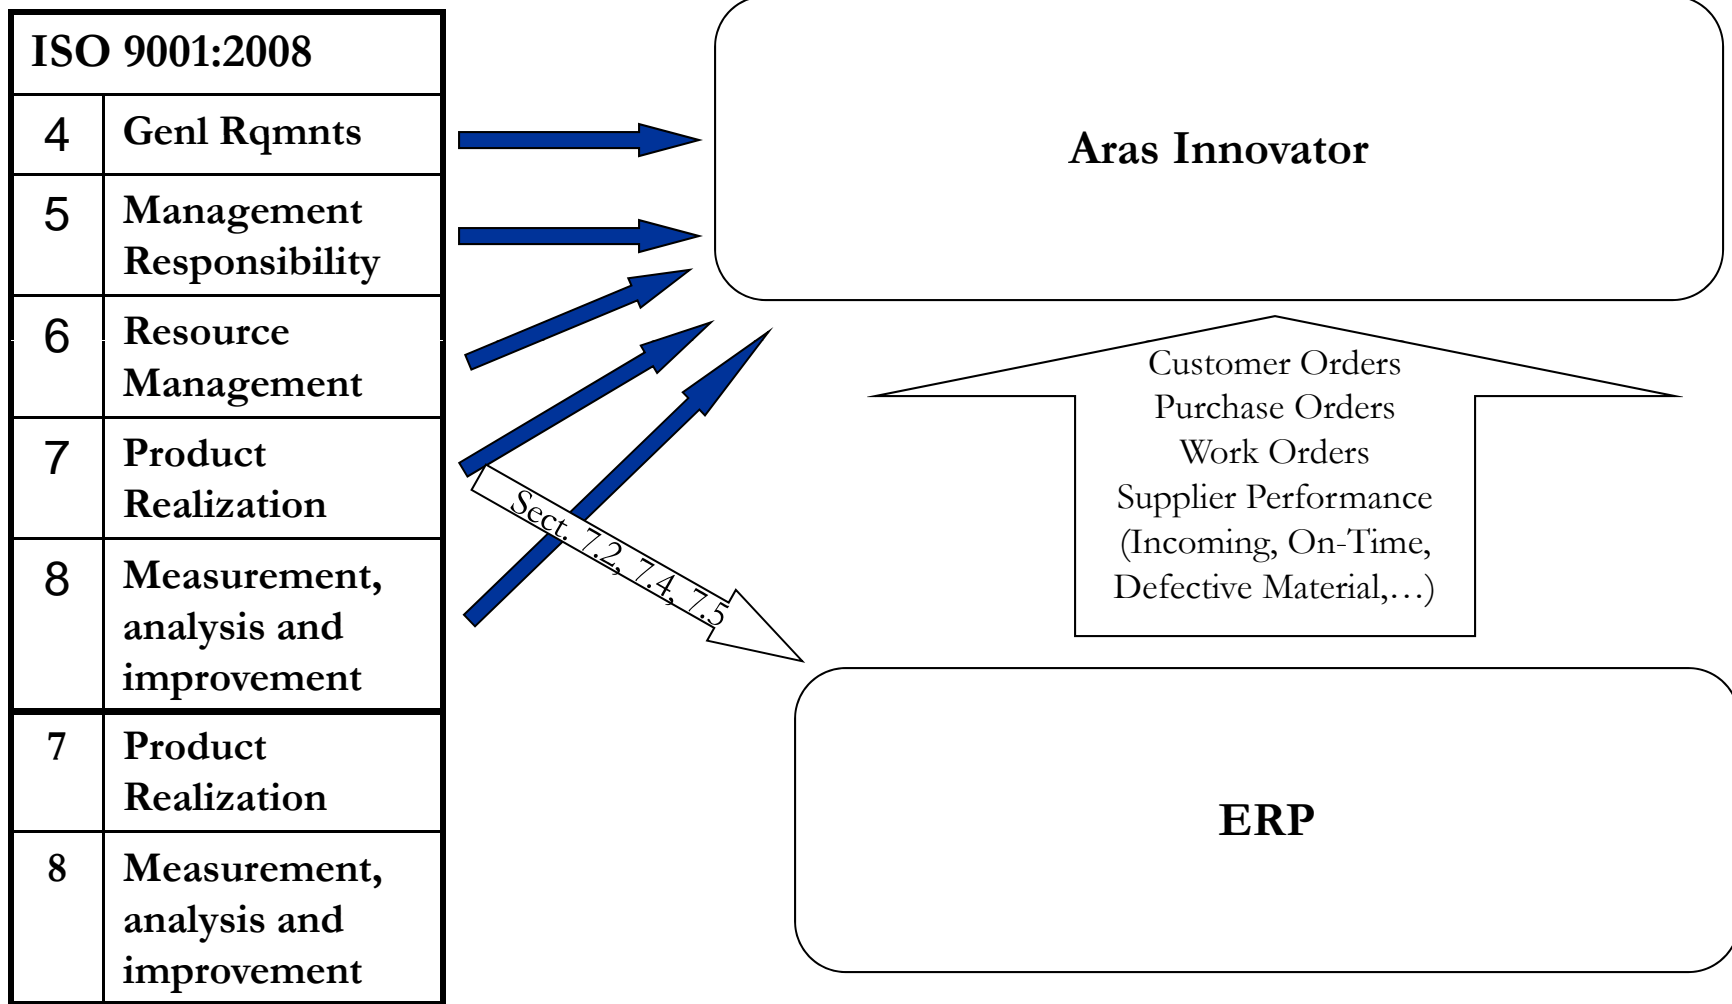 ISO 9001:2008
4 Genl Rqmnts
5 Management
Responsibility
6 Resource
Management
7 Product
Realization
8 Measurement,
analysis and
improvement
7 Product
Realization
8 Measurement,
analysis and
improvement
Sect. 7.2, 7.4, 7.5
Aras Innovator
Customer Orders
Purchase Orders
Work Orders
Supplier Performance
(Incoming, On-Time,
Defective Material,…)
ERP